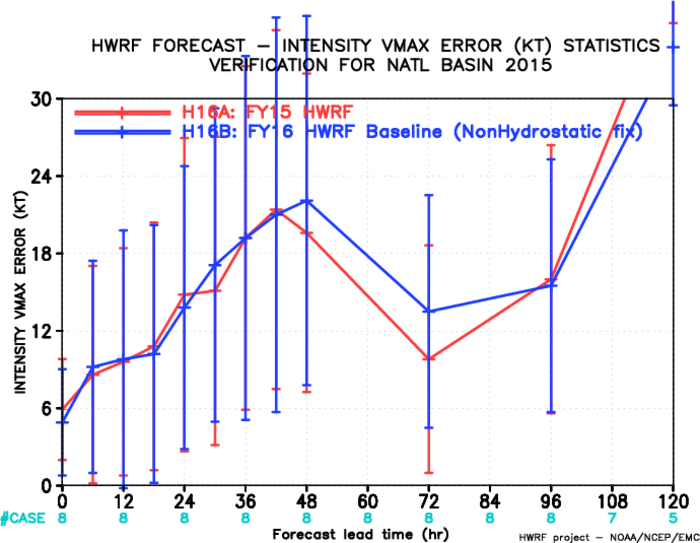 HWRF FORECAST – INTENSITY VMAX ERROR (KT) STATISTICS
VERIFICATION FOR NATL BASIN 2015
H16A: FY15 HWRF
H16B: FY16 HWRF Baseline (NonHydrostatic fix)
INTENSITY VMAX ERROR (KT)
30
24
18
12
6
0
0 12 24 36 48 60 72 84 96 108 120
#CASE 8 8 8 8 8 8 8 8 8 7 5
Forecast lead time (hr)
HWRF project – NOAA/NCEP/EMC